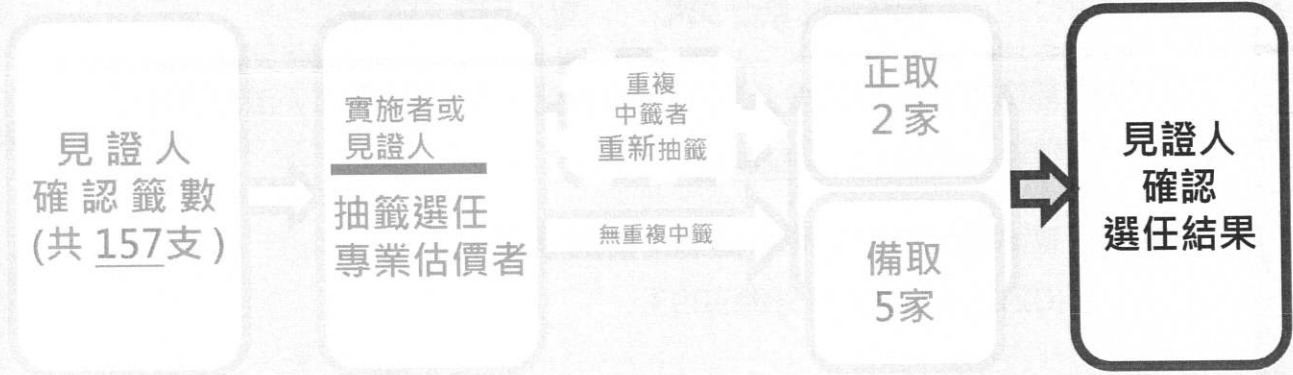 見證人
確認籤數
(共 157支)
實施者或
見證人
抽籤選任
專業估價者
重複
中籤者
重新抽籤
無重複中籤
正取
2家
備取
5家
見證人
確認
選任結果